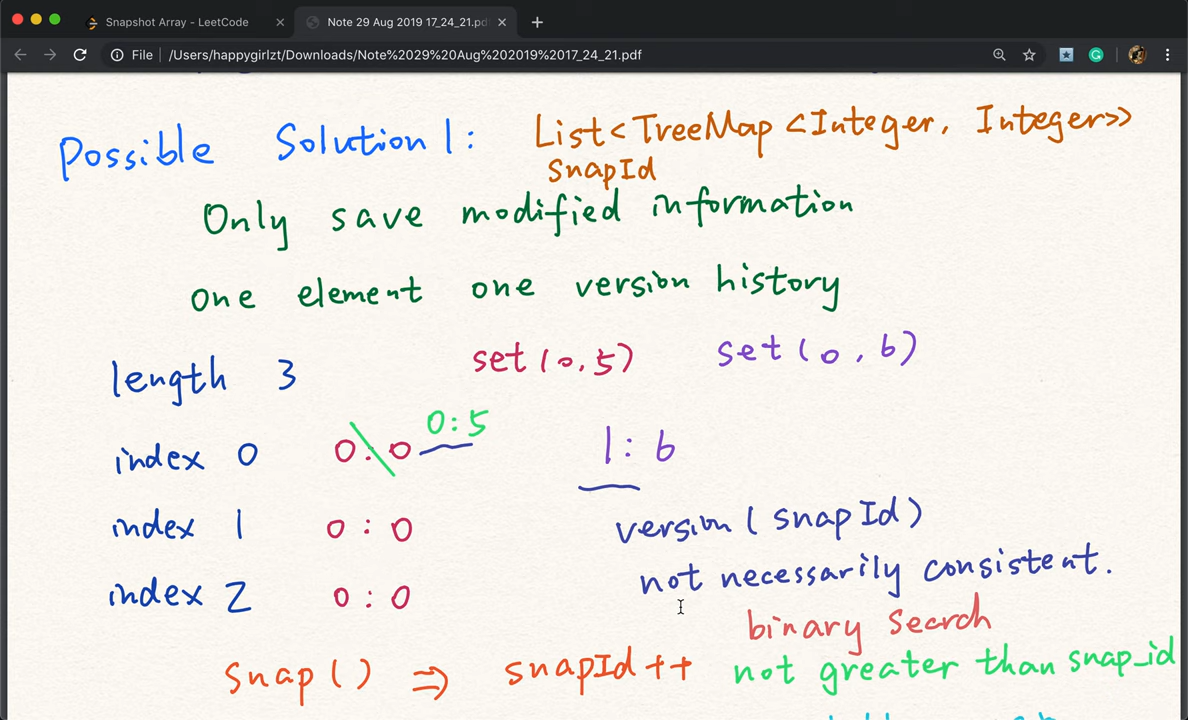 Snapshot Array - LeetCode
Note 29 Aug 2019 17_24_21.pd
File /Users/happygirlzt/Downloads/Note%2029%20Aug%202019%2017_24_21.pdf
Possible Solution 1: List<TreeMap<Integer, Integer>>
SnapId
Only save modified information
one element one version history
length 3 set(0,5) set(0,6)
index 0 0:0 0:5 1:6
index 1 0:0 version(snapId)
index 2 0:0 not necessarily consistent.
binary search
Snap() => snapId++ not greater than snap_id